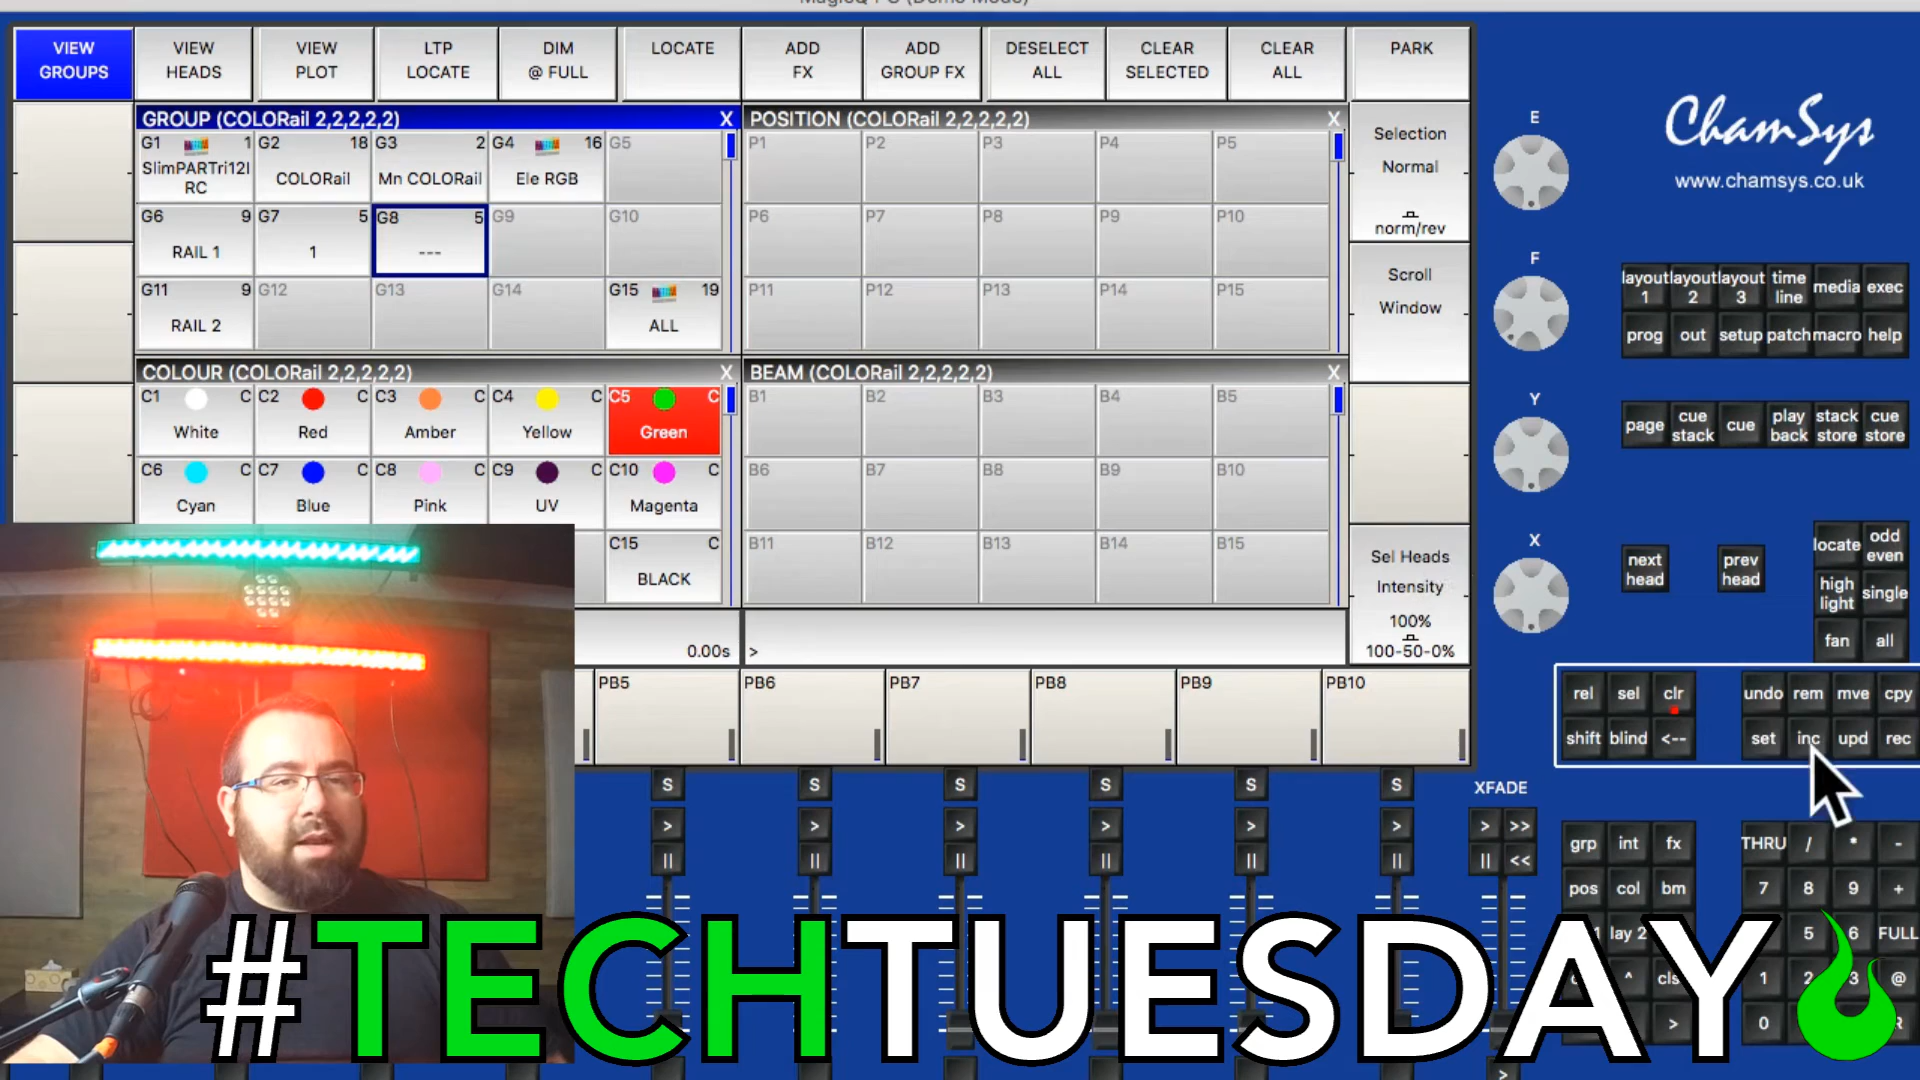 MagicQ PC (Demo Mode)
VIEW GROUPS
VIEW HEADS
VIEW PLOT
LTP LOCATE
DIM @ FULL
LOCATE
ADD FX
ADD GROUP FX
DESELECT ALL
CLEAR SELECTED
CLEAR ALL
PARK
GROUP (COLORail 2,2,2,2,2) X
G1 1 SlimPARTri12I RC
G2 18 COLORail
G3 2 Mn COLORail
G4 16 Ele RGB
G5
G6 9 RAIL 1
G7 5 1
G8 5 ---
G9
G10
G11 9 RAIL 2
G12
G13
G14
G15 19 ALL
POSITION (COLORail 2,2,2,2,2) X
P1 P2 P3 P4 P5
P6 P7 P8 P9 P10
P11 P12 P13 P14 P15
COLOUR (COLORail 2,2,2,2,2) X
C1 C White
C2 C Red
C3 C Amber
C4 C Yellow
C5 C Green
C6 C Cyan
C7 C Blue
C8 C Pink
C9 C UV
C10 C Magenta
C15 C BLACK
BEAM (COLORail 2,2,2,2,2) X
B1 B2 B3 B4 B5
B6 B7 B8 B9 B10
B11 B12 B13 B14 B15
Selection
Normal
norm/rev
Scroll
Window
Sel Heads
Intensity
100%
100-50-0%
0.00s
>
PB5 PB6 PB7 PB8 PB9 PB10
S S S S S S
> > > > > >
|| || || || || ||
E
F
Y
X
ChamSys
www.chamsys.co.uk
layout 1 layout 2 layout 3 time line media exec
prog out setup patch macro help
page cue stack cue play back stack store cue store
next head prev head
locate odd even
high light single
fan all
rel sel clr
shift blind <--
undo rem mve cpy
set inc upd rec
XFADE
> >>
|| <<
grp int fx
pos col bm
lay 2
^ cls
>
THRU / * -
7 8 9 +
5 6 FULL
1 2 3 @
0
>
#TECHTUESDAY